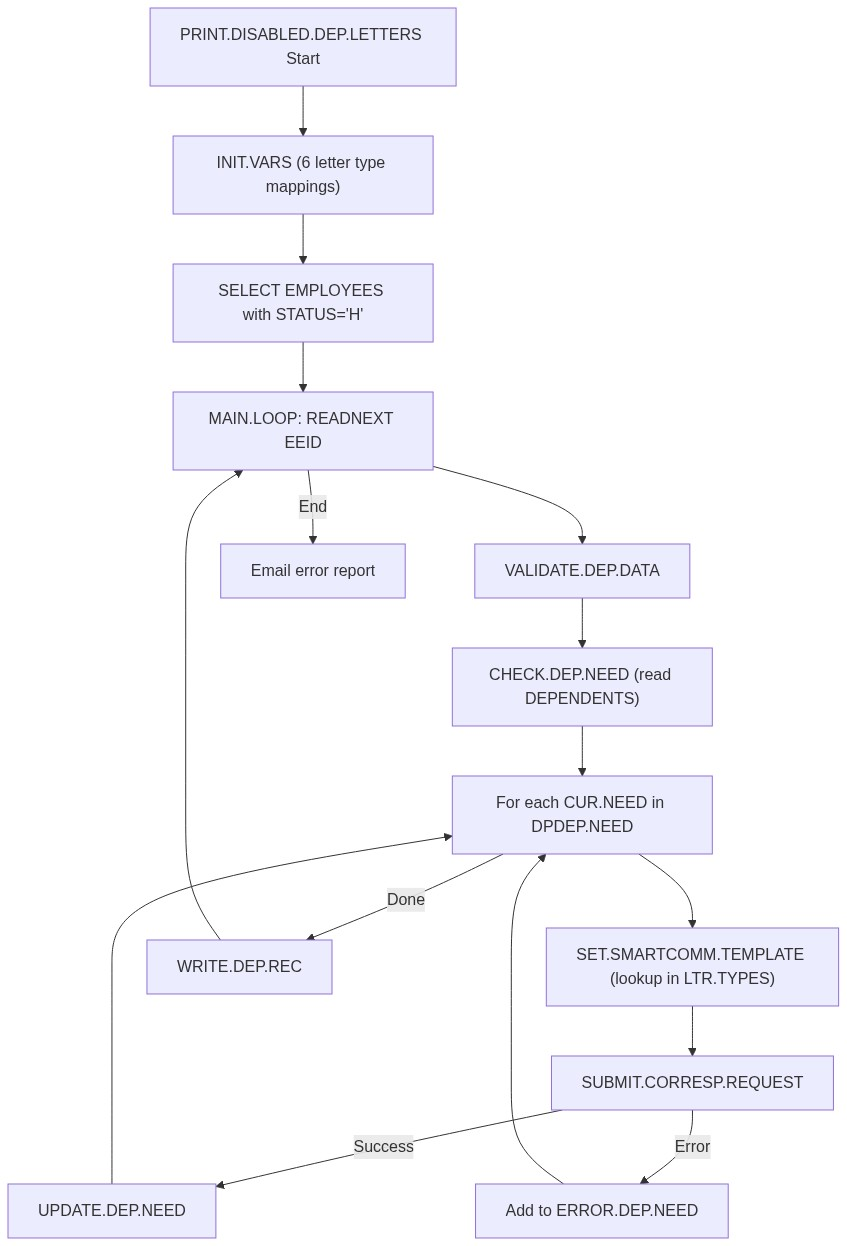 PRINT.DISABLED.DEP.LETTERS
Start
INIT.VARS (6 letter type
mappings)
SELECT EMPLOYEES
with STATUS='H'
MAIN.LOOP: READNEXT
EEID
End
Email error report
VALIDATE.DEP.DATA
CHECK.DEP.NEED (read
DEPENDENTS)
For each CUR.NEED in
DPDEP.NEED
Done
WRITE.DEP.REC
SET.SMARTCOMM.TEMPLATE
(lookup in LTR.TYPES)
SUBMIT.CORRESP.REQUEST
Success
Error
UPDATE.DEP.NEED
Add to ERROR.DEP.NEED